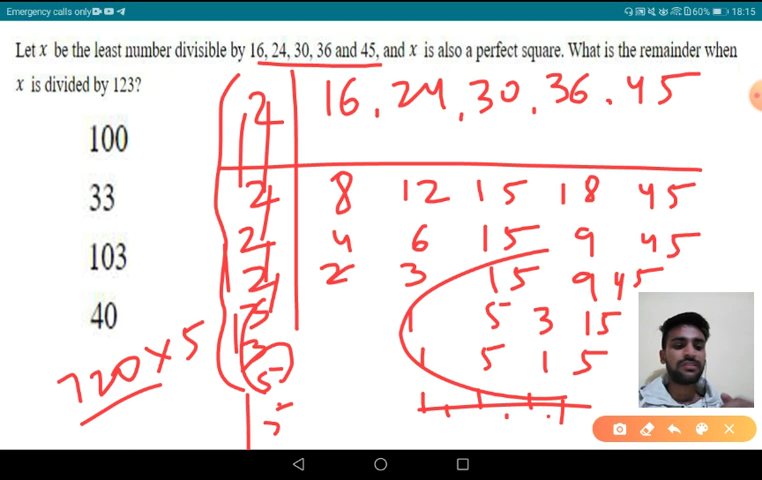 Emergency calls only 60% 18:15
Let x be the least number divisible by 16, 24, 30, 36 and 45, and x is also a perfect square. What is the remainder when
x is divided by 123?
100
33
103
40
2 16, 24, 30, 36, 45
2 8 12 15 18 45
2 4 6 15 9 45
2 2 3 15 9 45
3 1 5 3 15
3 1 5 1 5
5
720 × 5